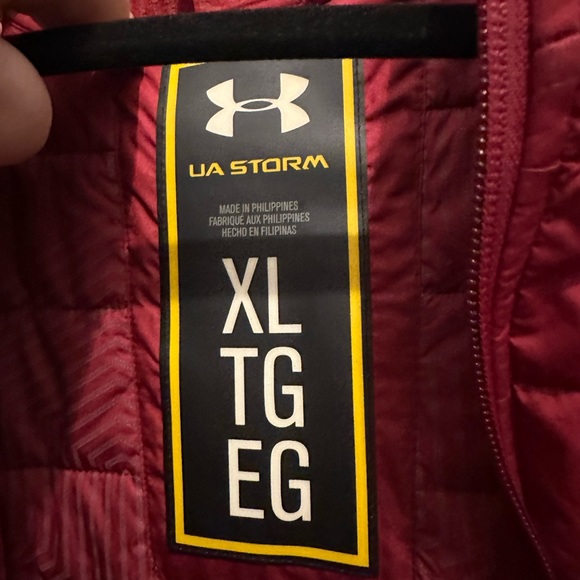 UA STORM
MADE IN PHILIPPINES
FABRIQUÉ AUX PHILIPPINES
HECHO EN FILIPINAS
XL
TG
EG